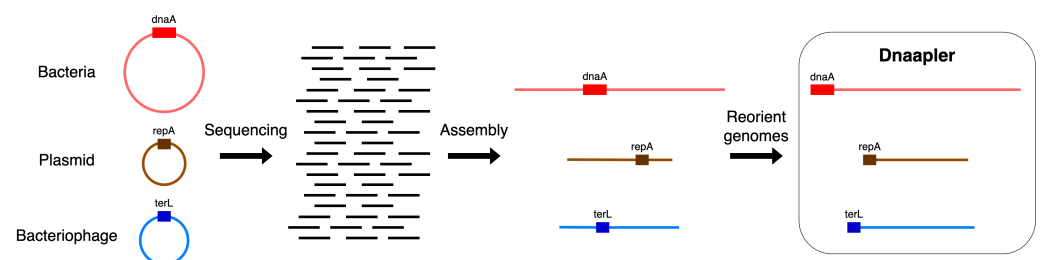 dnaA
Bacteria
repA
Plasmid
terL
Bacteriophage
Sequencing
Assembly
dnaA
repA
terL
Reorient
genomes
Dnaapler
dnaA
repA
terL